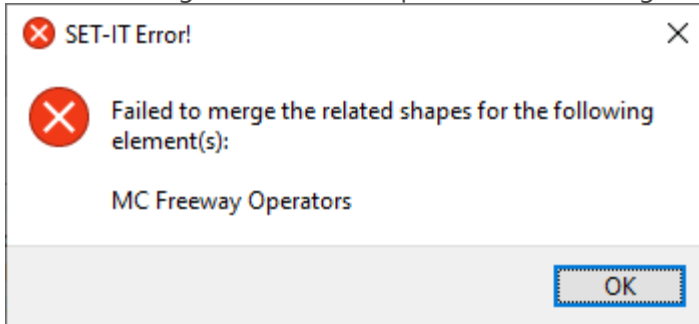 SET-IT Error!
Failed to merge the related shapes for the following
element(s):
MC Freeway Operators
OK